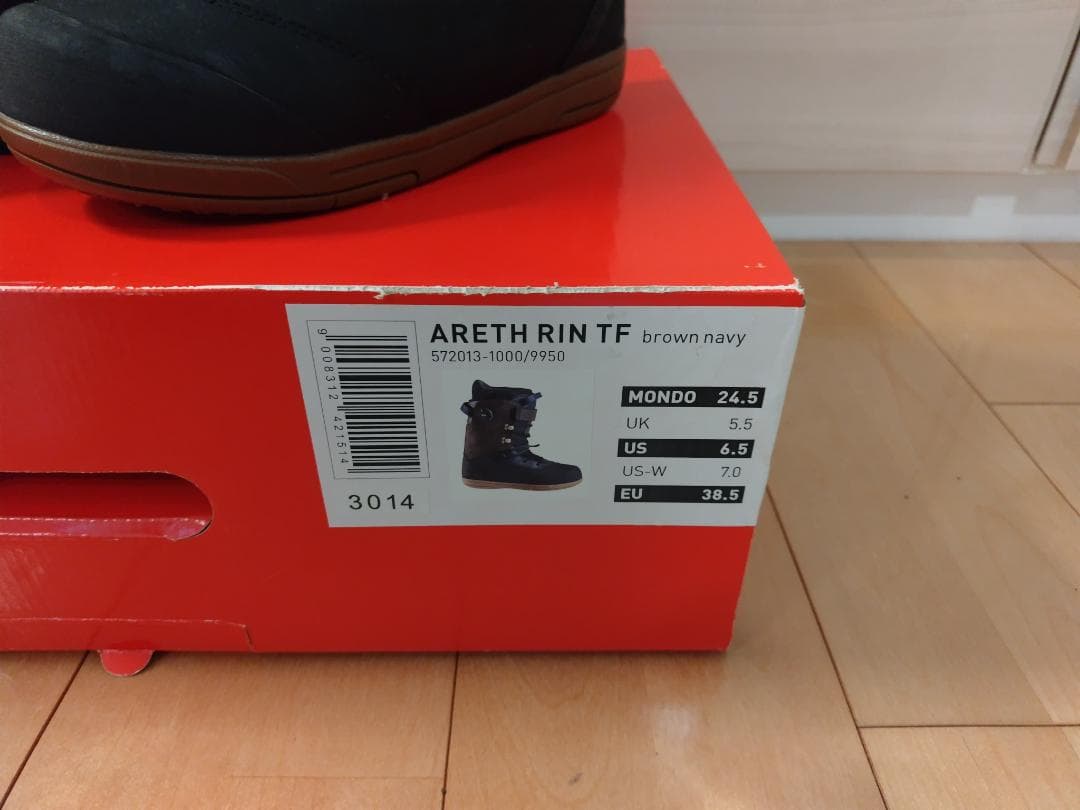 ARETH RIN TF brown navy
572013-1000/9950
9 008312 421514
3014
MONDO 24.5
UK 5.5
US 6.5
US-W 7.0
EU 38.5